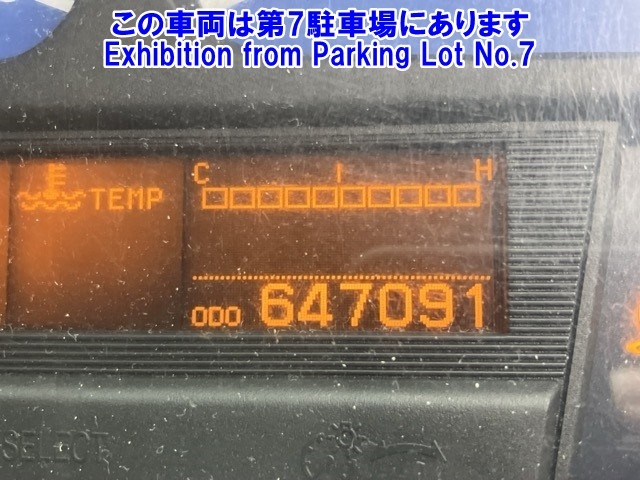 この車両は第7駐車場にあります
Exhibition from Parking Lot No.7
C I H
TEMP
ODO 647091
SELECT